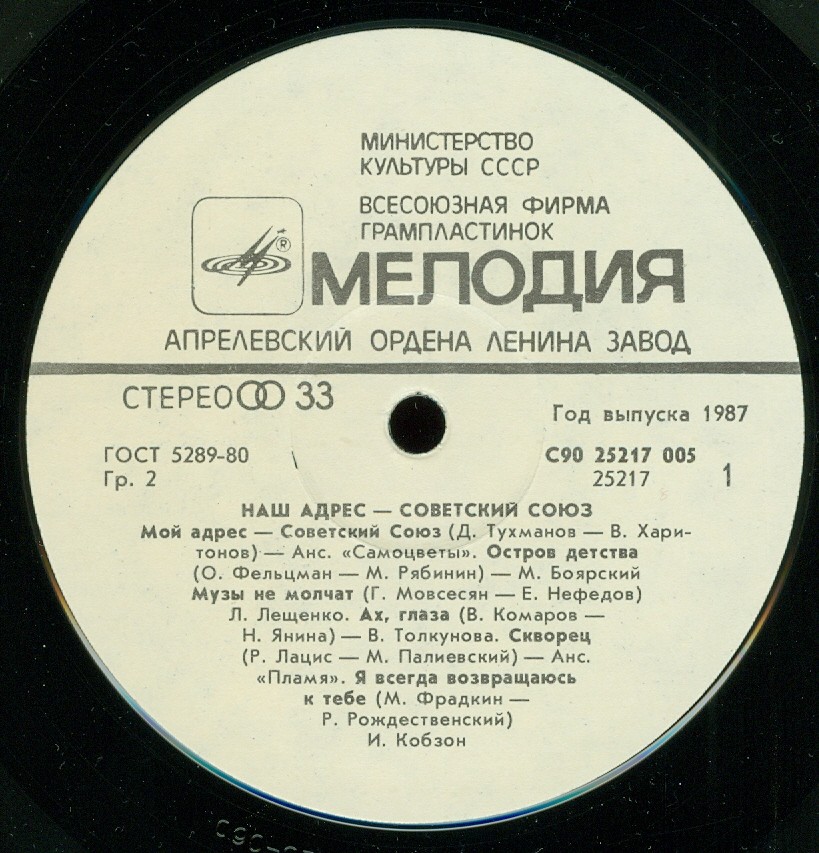 МИНИСТЕРСТВО
КУЛЬТУРЫ СССР
ВСЕСОЮЗНАЯ ФИРМА
ГРАМПЛАСТИНОК
®
МЕЛОДИЯ
АПРЕЛЕВСКИЙ ОРДЕНА ЛЕНИНА ЗАВОД
СТЕРЕО 33
Год выпуска 1987
ГОСТ 5289-80
Гр. 2
С90 25217 005
25217 1
НАШ АДРЕС — СОВЕТСКИЙ СОЮЗ
Мой адрес — Советский Союз (Д. Тухманов — В. Хари-
тонов) — Анс. «Самоцветы». Остров детства
(О. Фельцман — М. Рябинин) — М. Боярский
Музы не молчат (Г. Мовсесян — Е. Нефедов)
Л. Лещенко. Ах, глаза (В. Комаров —
Н. Янина) — В. Толкунова. Скворец
(Р. Лацис — М. Палиевский) — Анс.
«Пламя». Я всегда возвращаюсь
к тебе (М. Фрадкин —
Р. Рождественский)
И. Кобзон